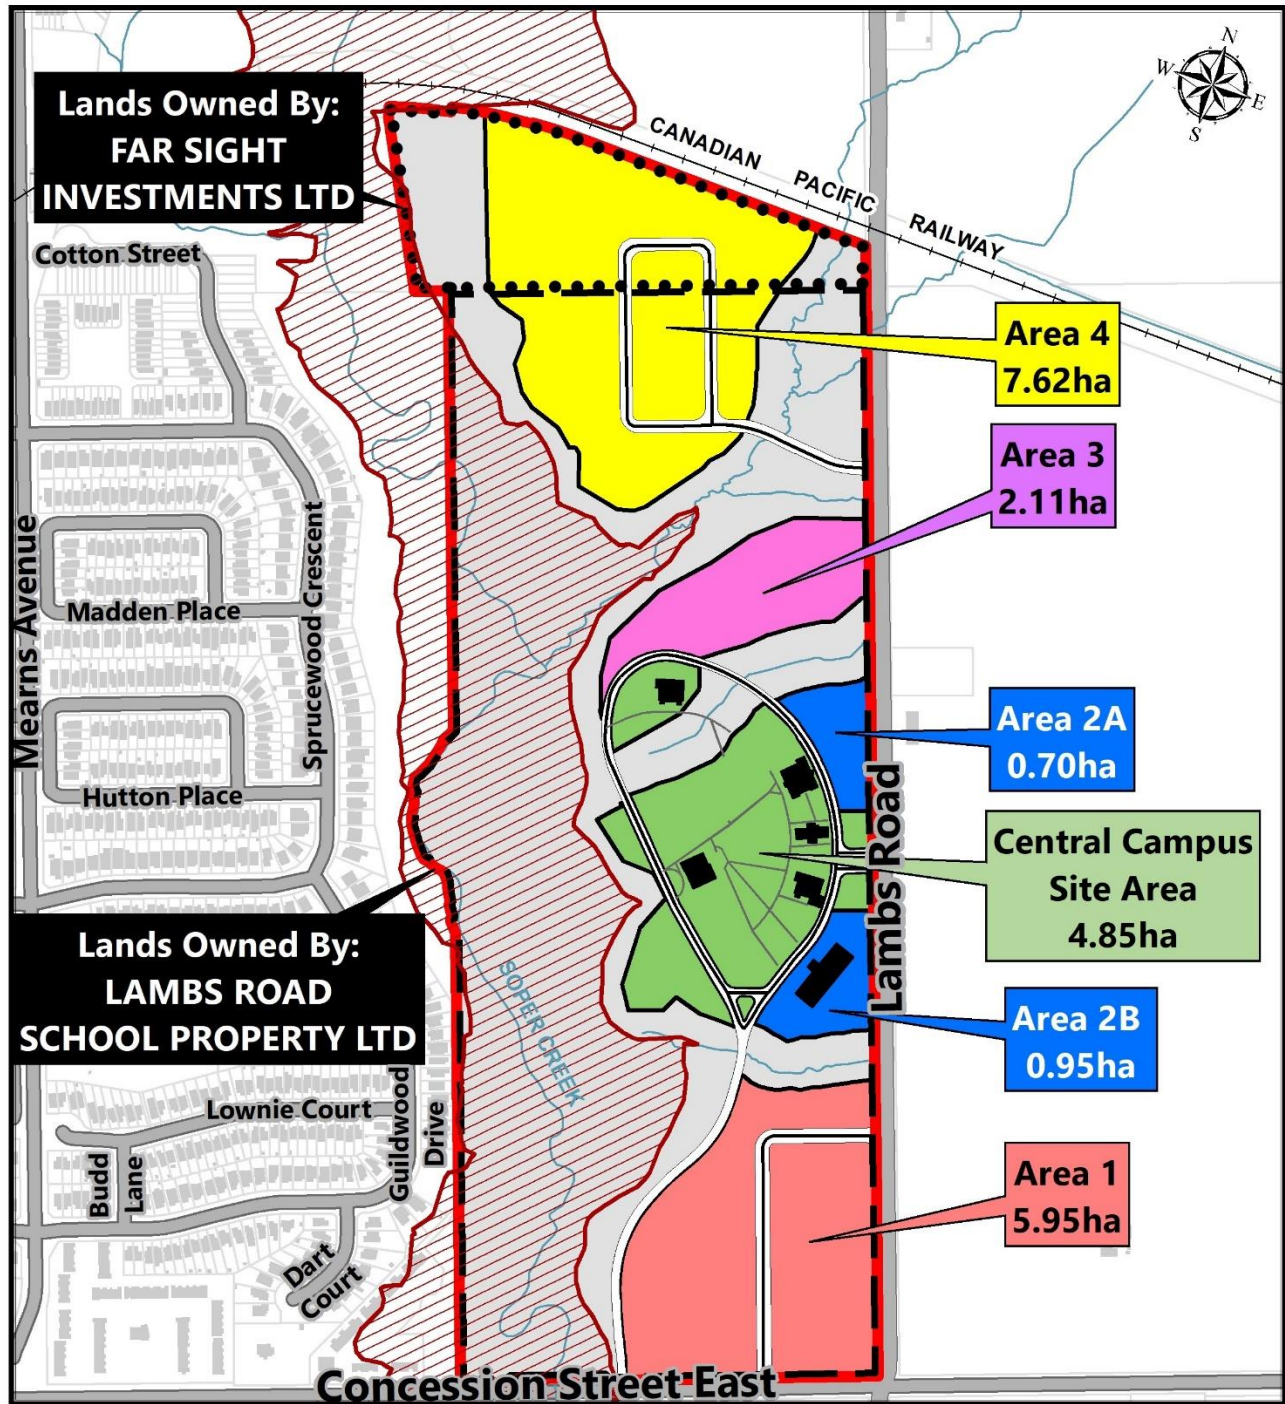 N
W
E
S
Lands Owned By:
FAR SIGHT
INVESTMENTS LTD
CANADIAN
PACIFIC
RAILWAY
Cotton Street
Area 4
7.62ha
Area 3
2.11ha
Mearns Avenue
Madden Place
Sprucewood Crescent
Hutton Place
Area 2A
0.70ha
Lambs Road
Central Campus
Site Area
4.85ha
Lands Owned By:
LAMBS ROAD
SCHOOL PROPERTY LTD
SOPER CREEK
Area 2B
0.95ha
Lownie Court
Guildwood
Drive
Budd
Lane
Area 1
5.95ha
Dart
Court
Concession Street East